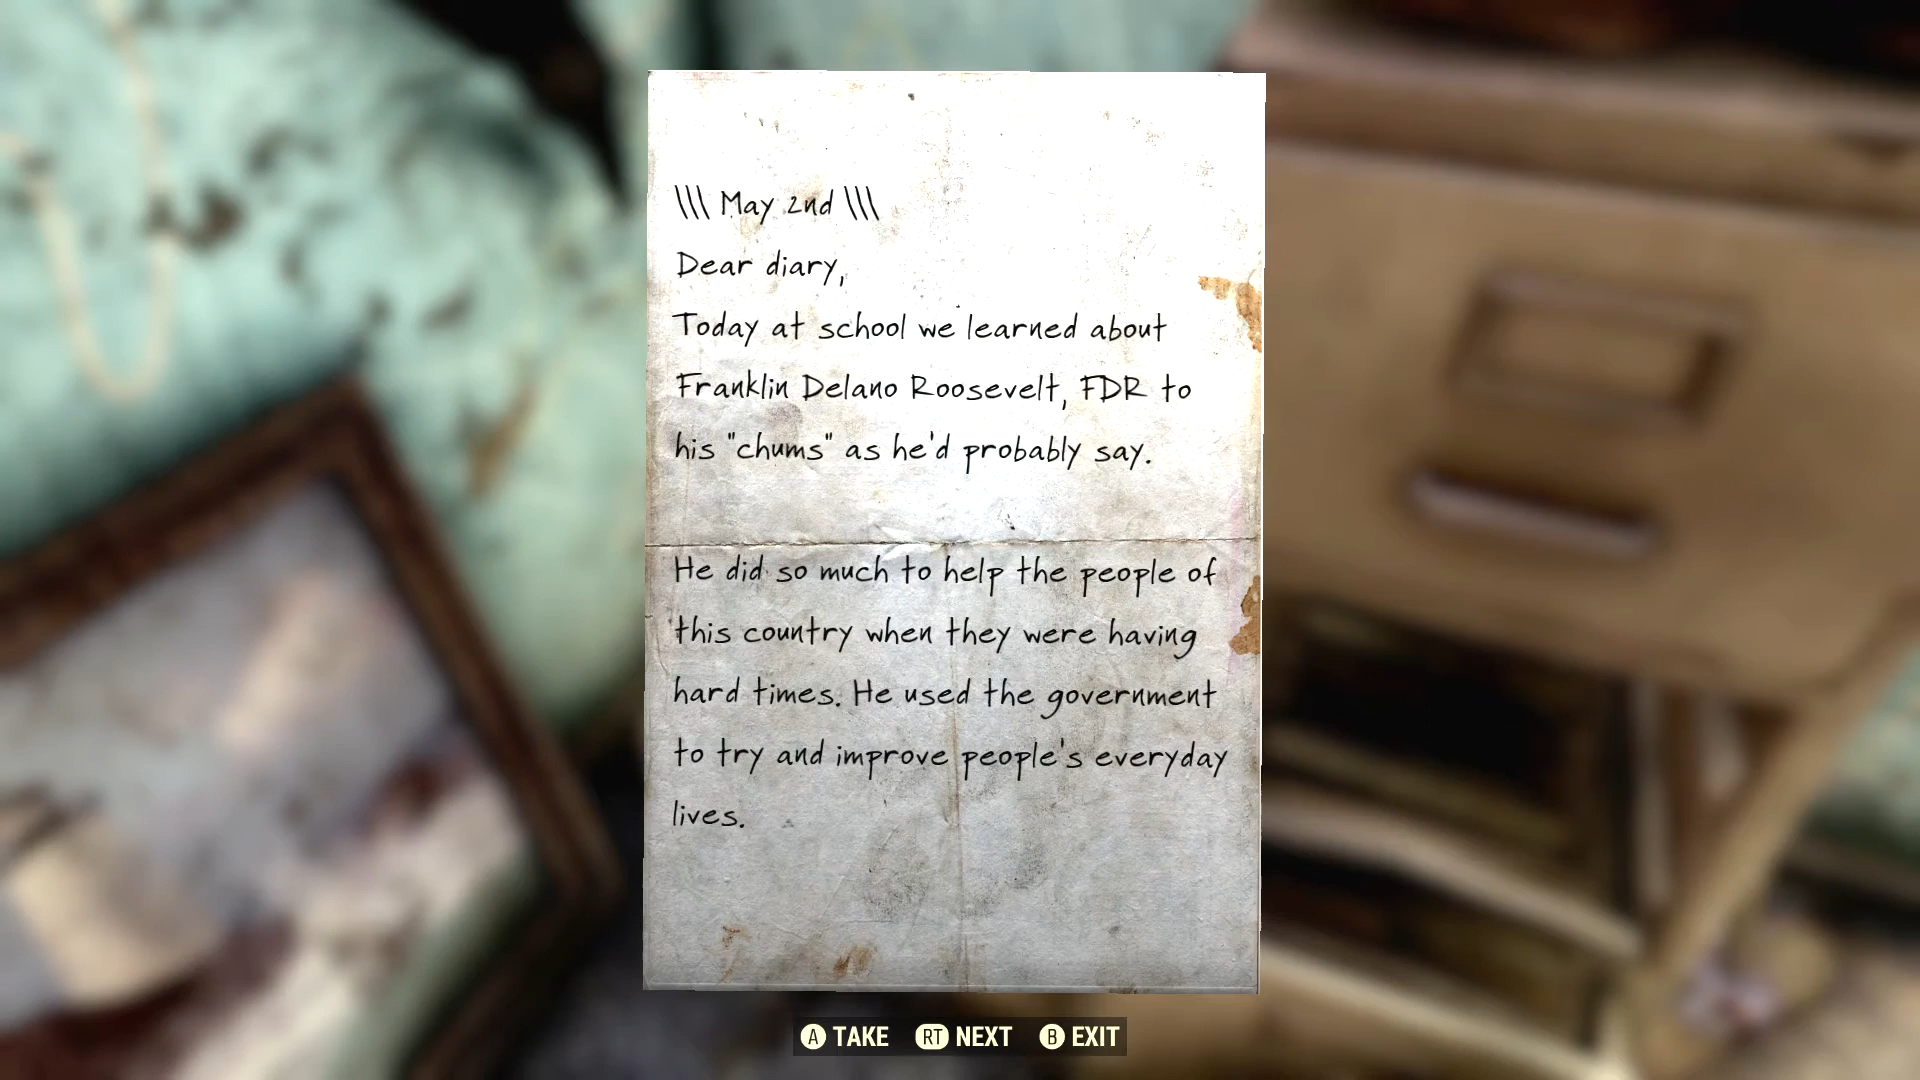 \\\ May 2nd \\\
Dear diary,
Today at school we learned about
Franklin Delano Roosevelt, FDR to
his "chums" as he'd probably say.
He did so much to help the people of
this country when they were having
hard times. He used the government
to try and improve people's everyday
lives.
A TAKE RT NEXT B EXIT